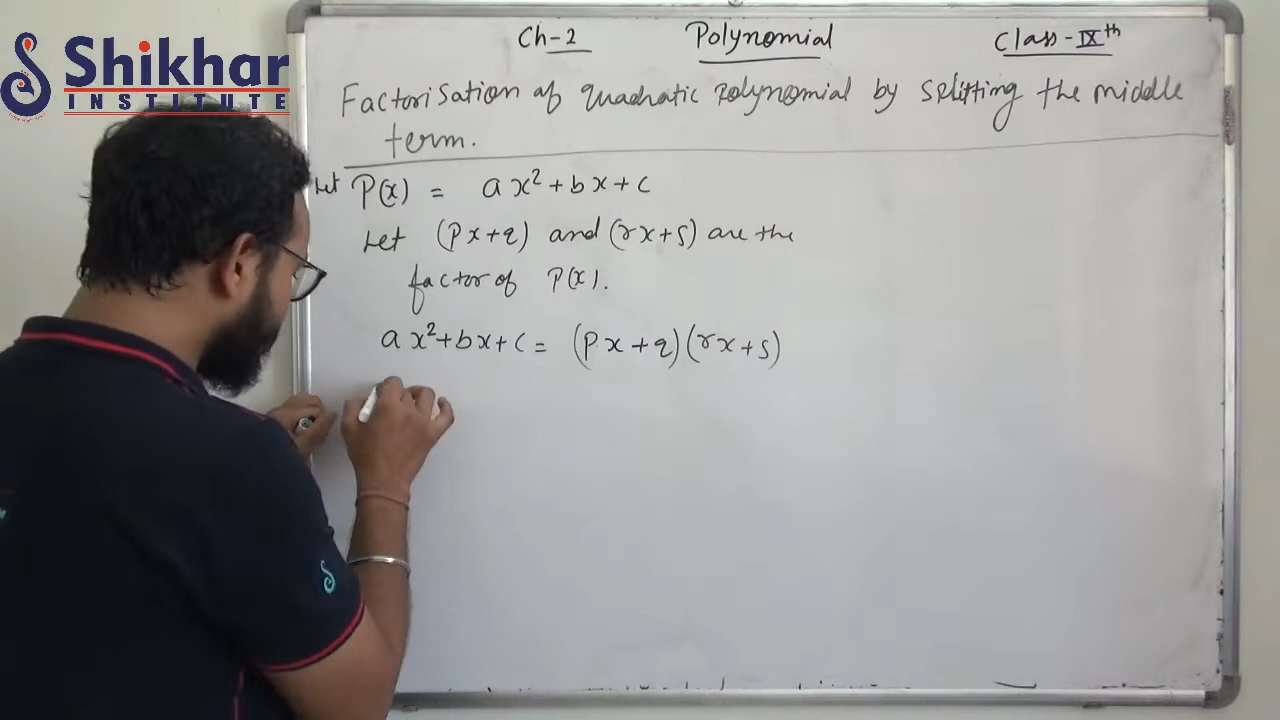 Shikhar
INSTITUTE
Ch-2 Polynomial Class-IXth
Factorisation of quadratic Polynomial by splitting the middle
term.
Let P(x) = ax²+bx+c
Let (px+q) and (rx+s) are the
factor of P(x).
ax²+bx+c = (px+q)(rx+s)